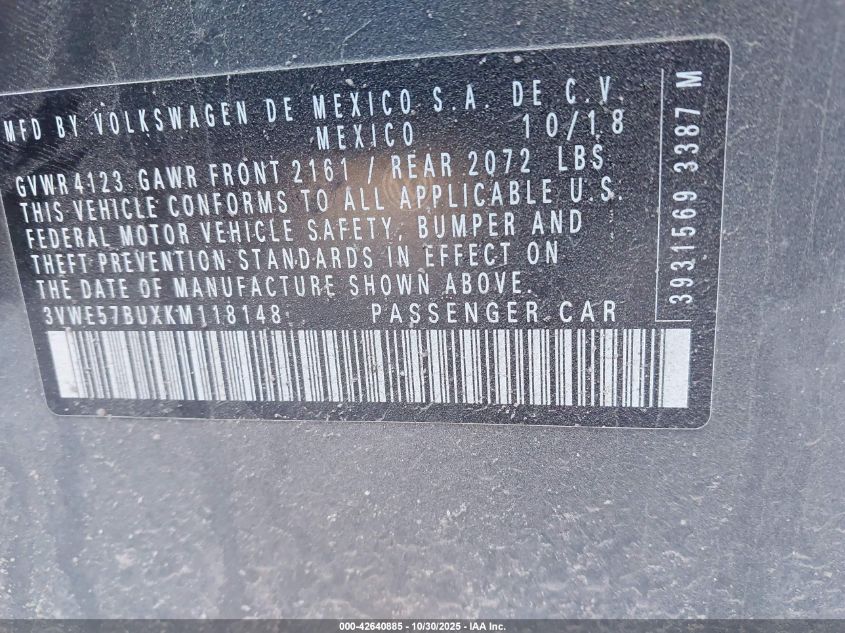 MFD BY VOLKSWAGEN DE MEXICO S.A. DE C.V.
MEXICO 10/18
GVWR 4123 GAWR FRONT 2161 / REAR 2072 LBS
THIS VEHICLE CONFORMS TO ALL APPLICABLE U.S.
FEDERAL MOTOR VEHICLE SAFETY, BUMPER AND
THEFT PREVENTION STANDARDS IN EFFECT ON
THE DATE OF MANUFACTURE SHOWN ABOVE.
3VWE57BUXKM118148 PASSENGER CAR
3931569 3387 M
000-42640885 - 10/30/2025 - IAA Inc.